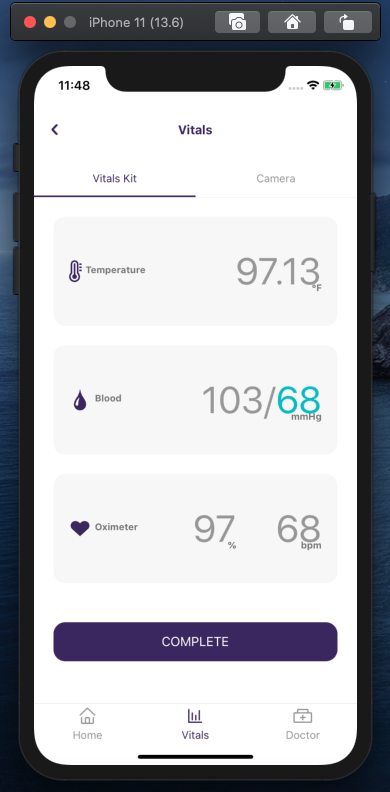 iPhone 11 (13.6)
11:48
Vitals
Vitals Kit
Camera
Temperature
97.13
°F
Blood
103/68
mmHg
Oximeter
97
%
68
bpm
COMPLETE
Home
Vitals
Doctor